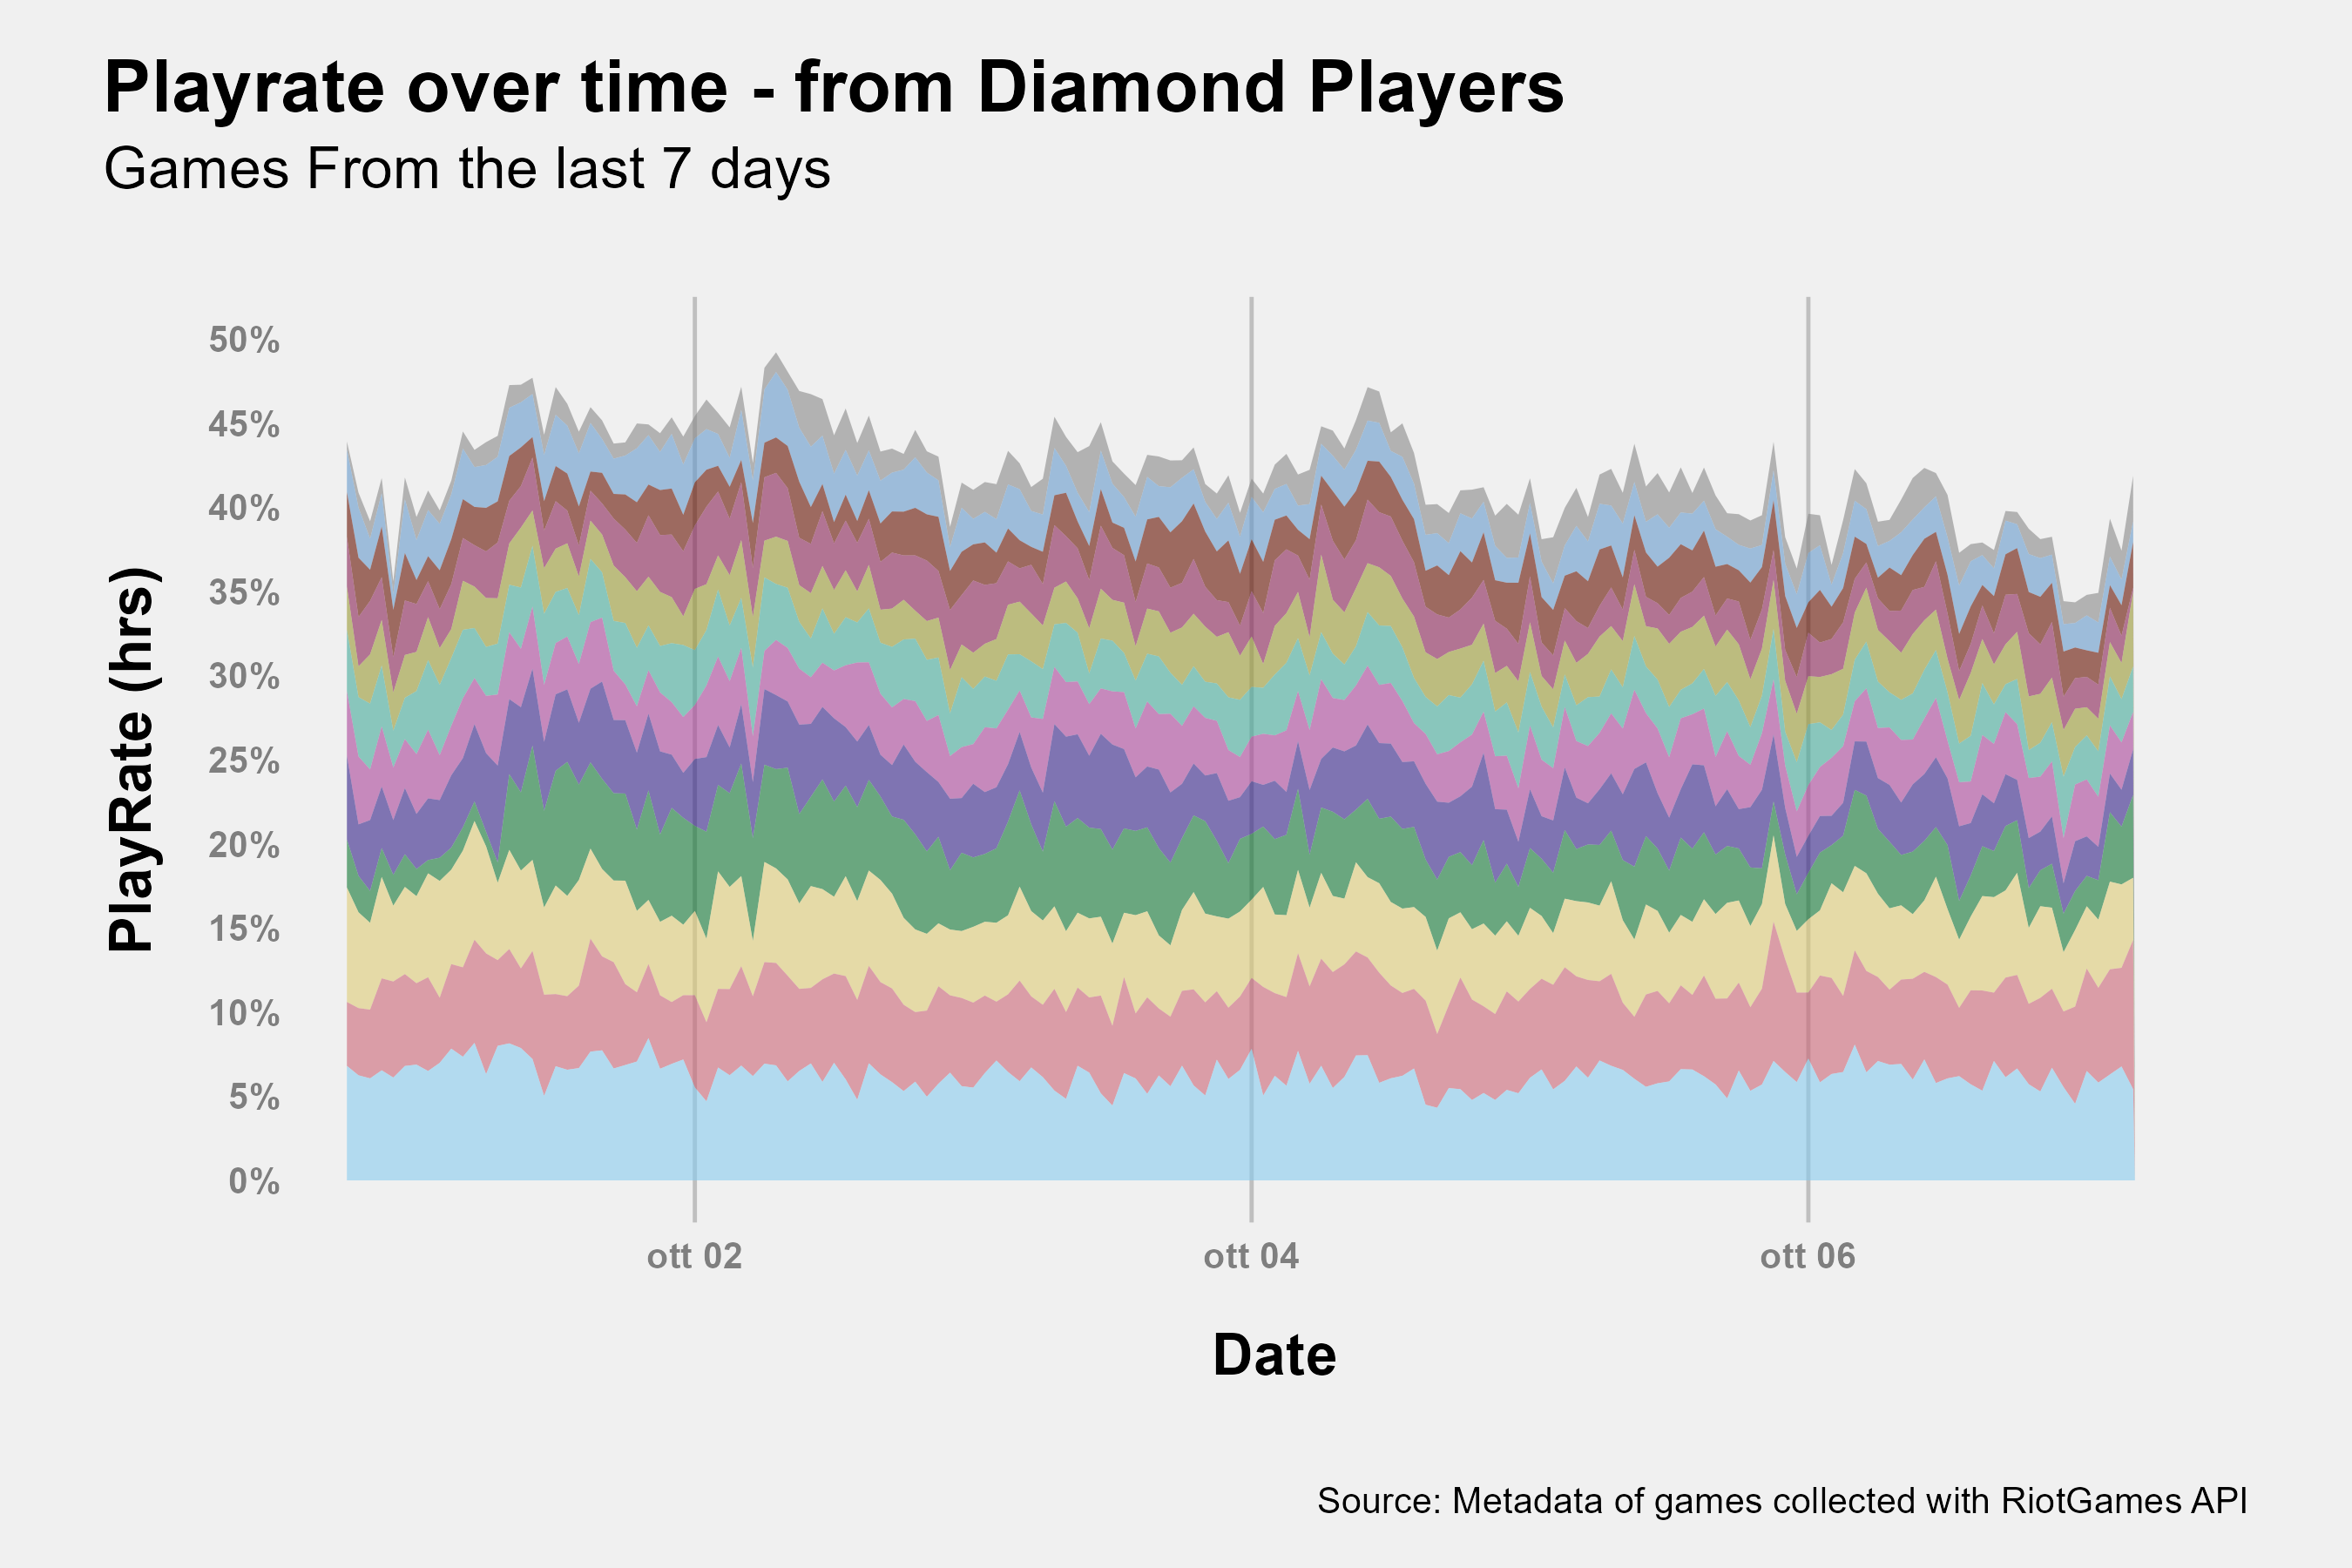 Playrate over time - from Diamond Players
Games From the last 7 days
PlayRate (hrs)
50%
45%
40%
35%
30%
25%
20%
15%
10%
5%
0%
ott 02
ott 04
ott 06
Date
Source: Metadata of games collected with RiotGames API